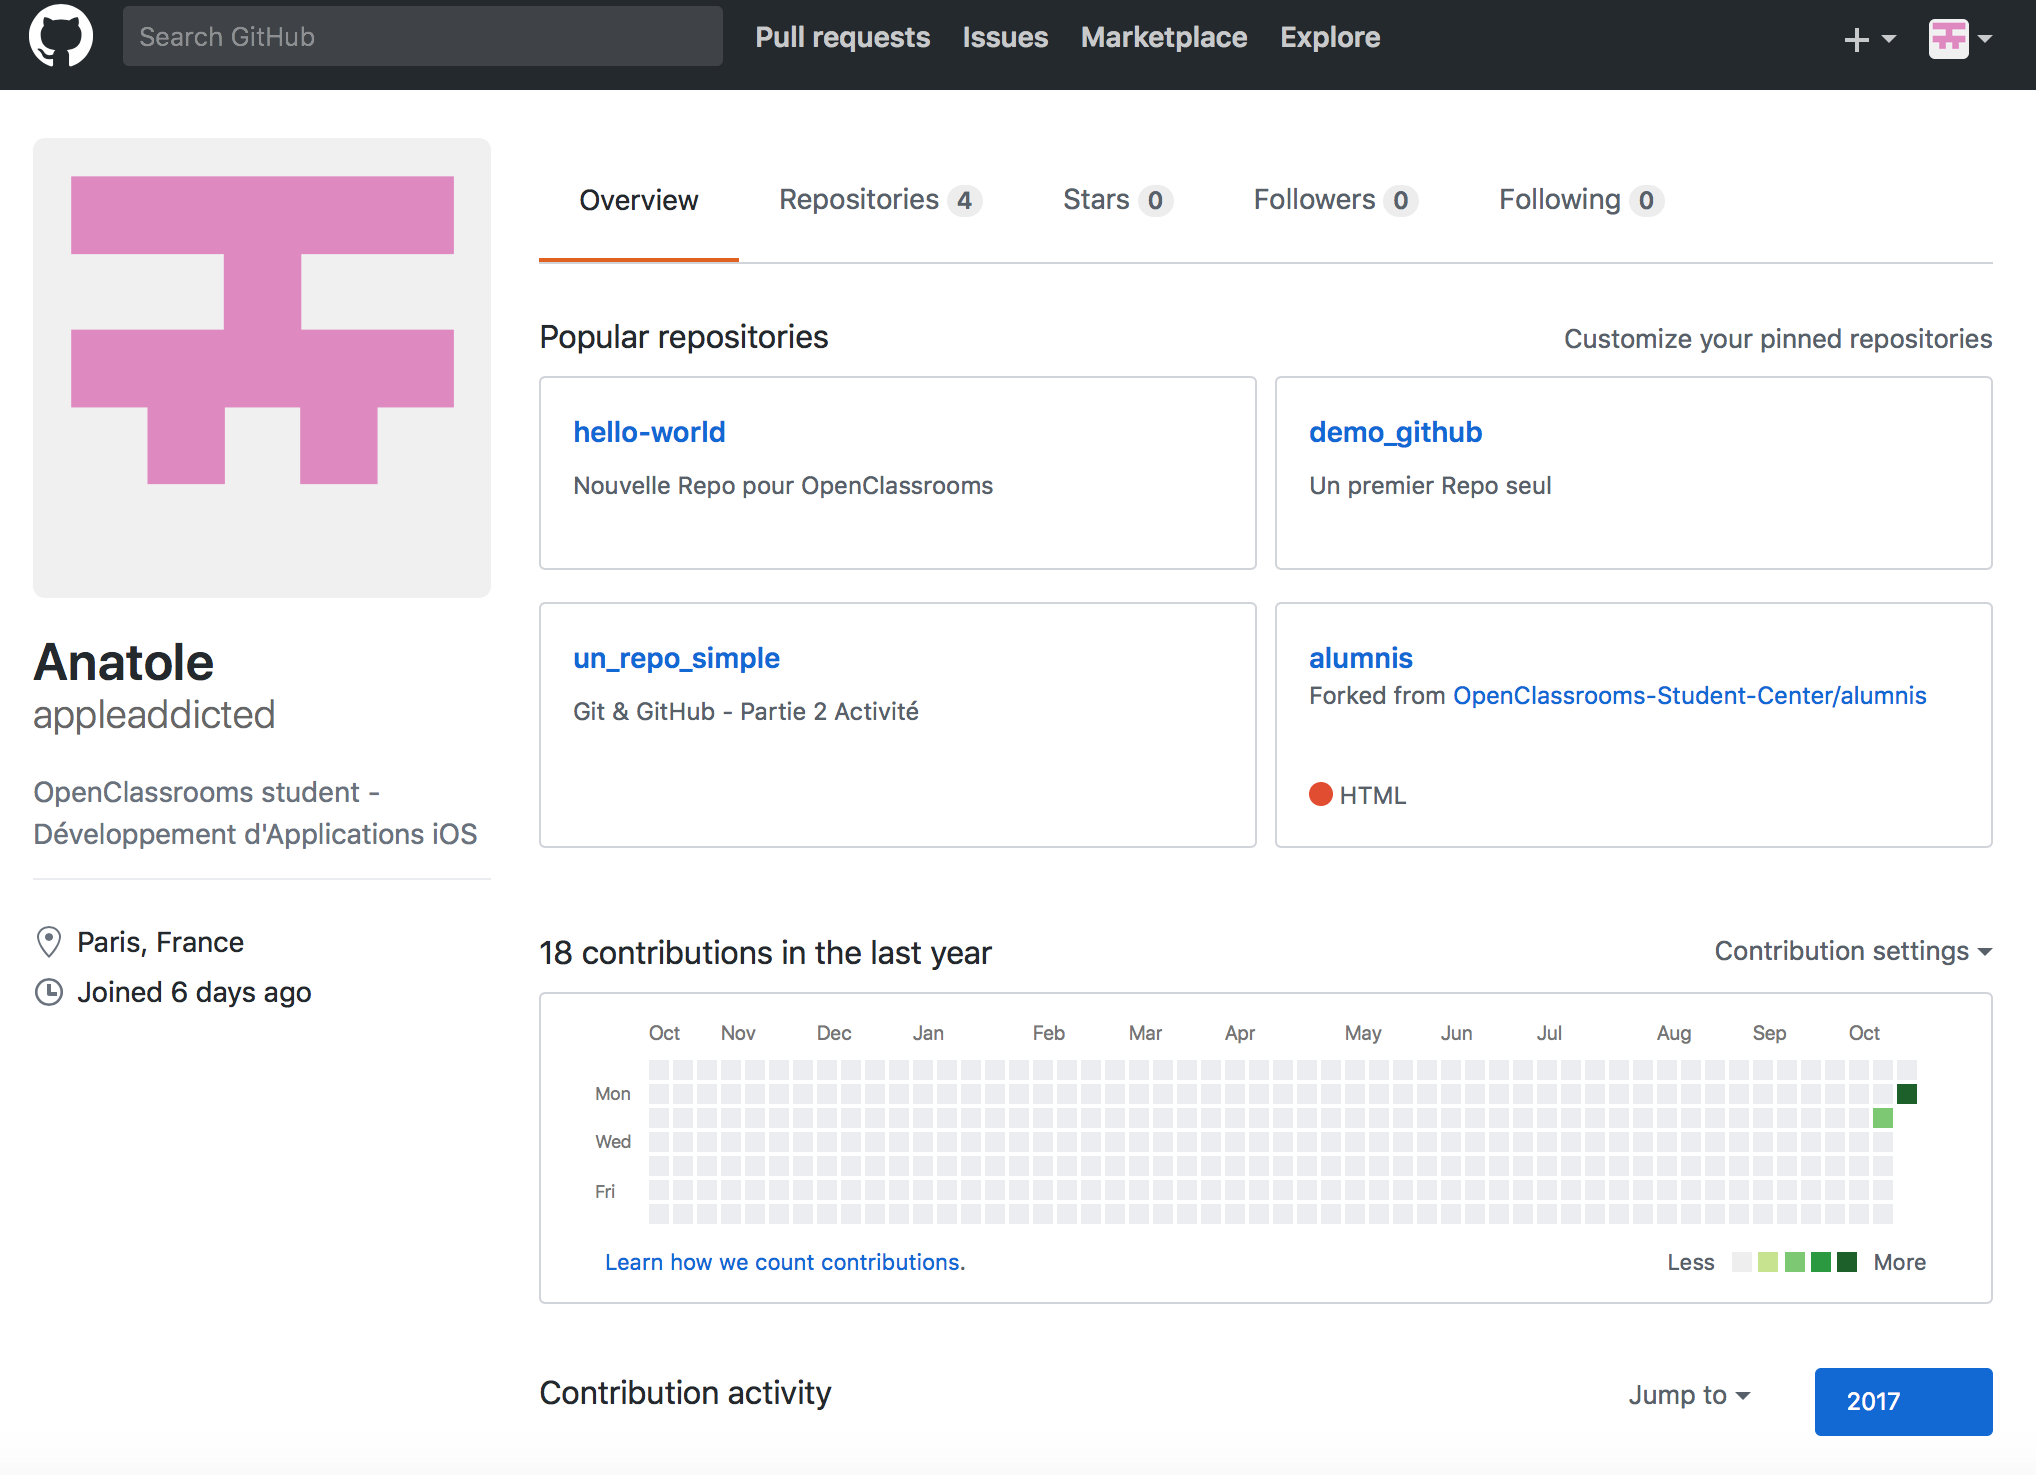 Search GitHub
Pull requests
Issues
Marketplace
Explore
Overview
Repositories 4
Stars 0
Followers 0
Following 0
Popular repositories
Customize your pinned repositories
hello-world
Nouvelle Repo pour OpenClassrooms
demo_github
Un premier Repo seul
un_repo_simple
Git & GitHub - Partie 2 Activité
alumnis
Forked from OpenClassrooms-Student-Center/alumnis
HTML
Anatole
appleaddicted
OpenClassrooms student -
Développement d'Applications iOS
Paris, France
Joined 6 days ago
18 contributions in the last year
Contribution settings
Oct Nov Dec Jan Feb Mar Apr May Jun Jul Aug Sep Oct
Mon
Wed
Fri
Learn how we count contributions.
Less
More
Contribution activity
Jump to
2017